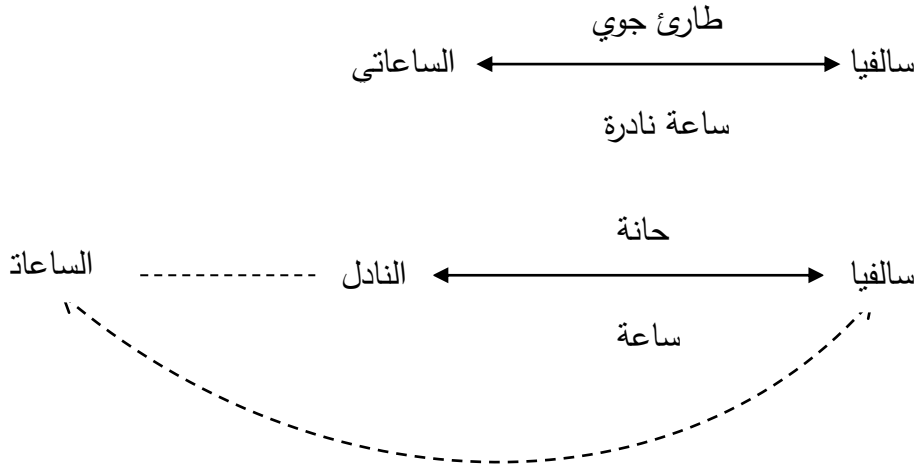 طارئ جوي
سالفيا الساعاتي
ساعة نادرة
حانة
سالفيا النادل الساعات
ساعة